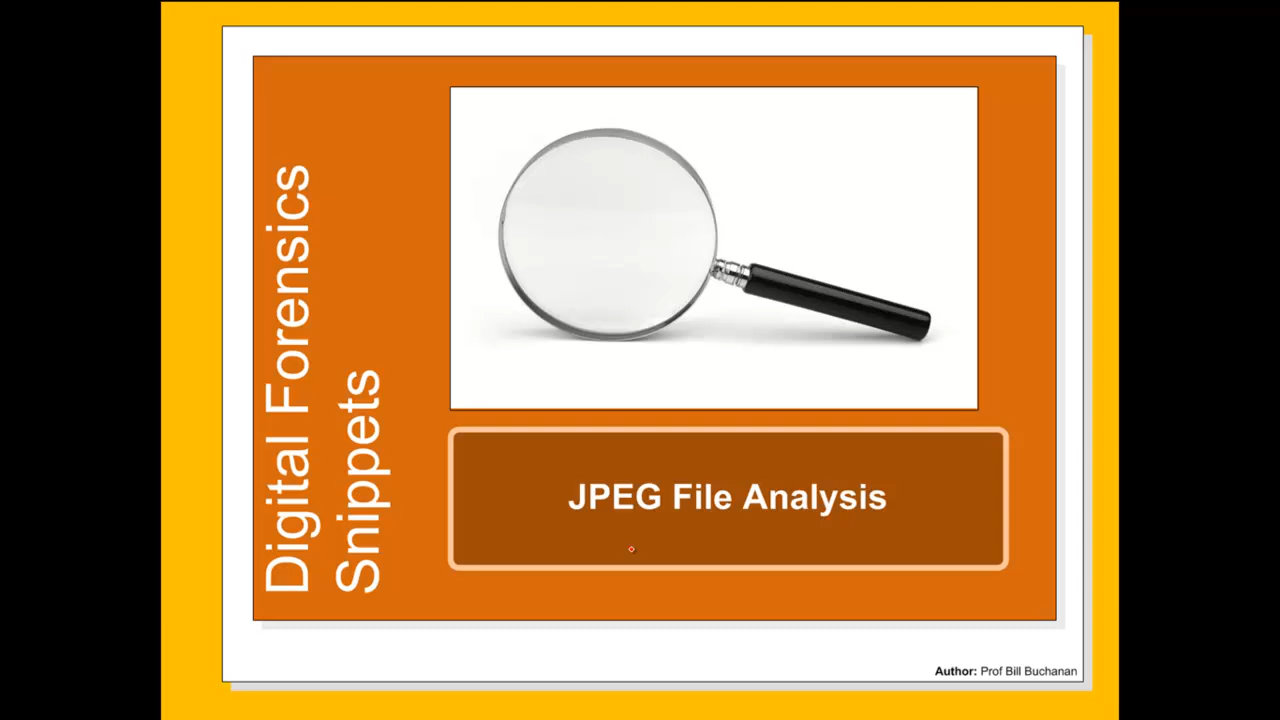 Digital Forensics
Snippets
JPEG File Analysis
Author: Prof Bill Buchanan